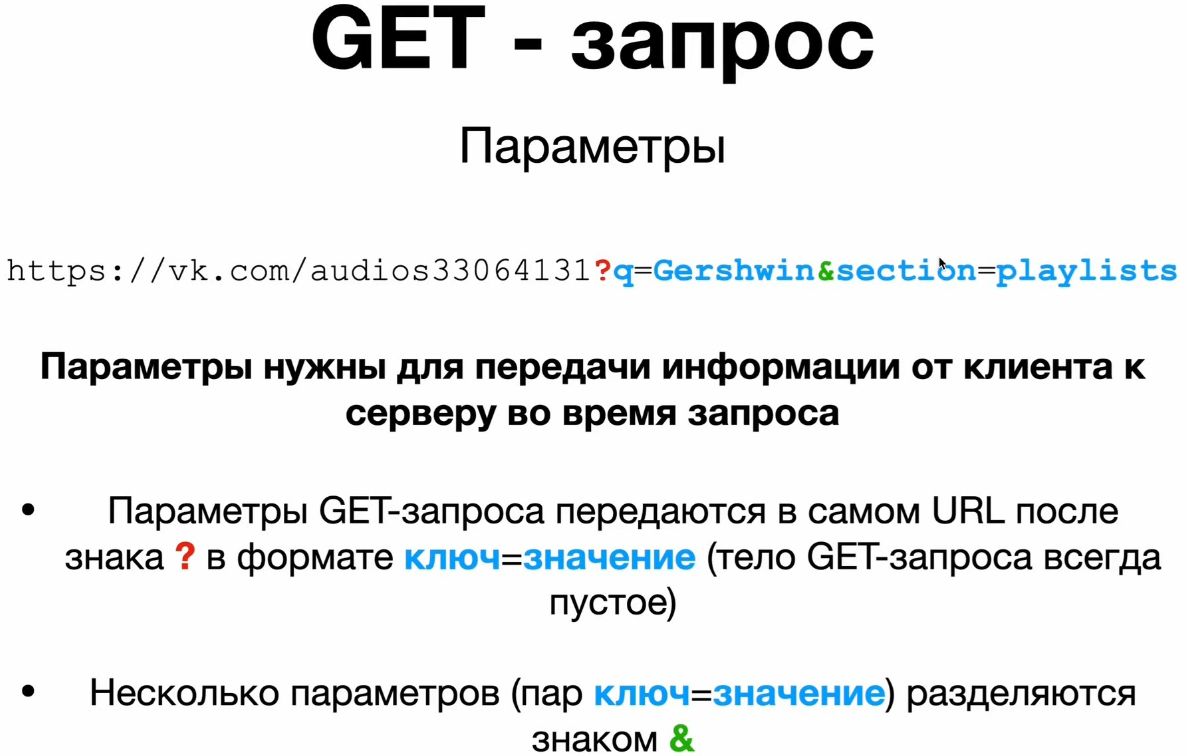 GET - запрос
Параметры
https://vk.com/audios33064131?q=Gershwin&section=playlists
Параметры нужны для передачи информации от клиента к
серверу во время запроса
• Параметры GET-запроса передаются в самом URL после
знака ? в формате ключ=значение (тело GET-запроса всегда
пустое)
• Несколько параметров (пар ключ=значение) разделяются
знаком &